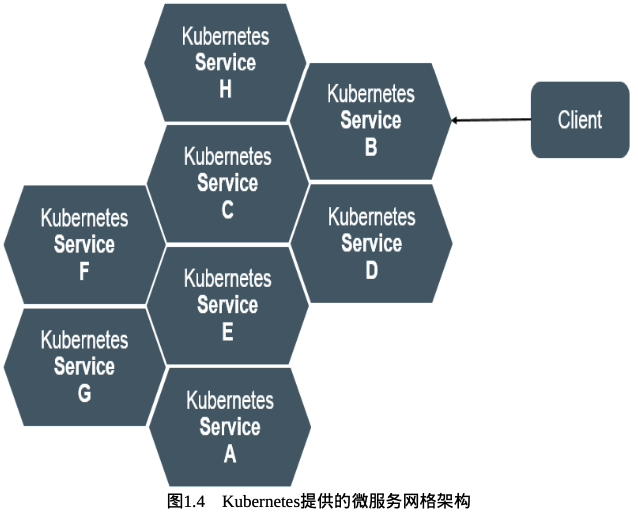 Kubernetes
Service
H
Kubernetes
Service
B
Client
Kubernetes
Service
C
Kubernetes
Service
F
Kubernetes
Service
D
Kubernetes
Service
E
Kubernetes
Service
G
Kubernetes
Service
A
图1.4 Kubernetes提供的微服务网格架构